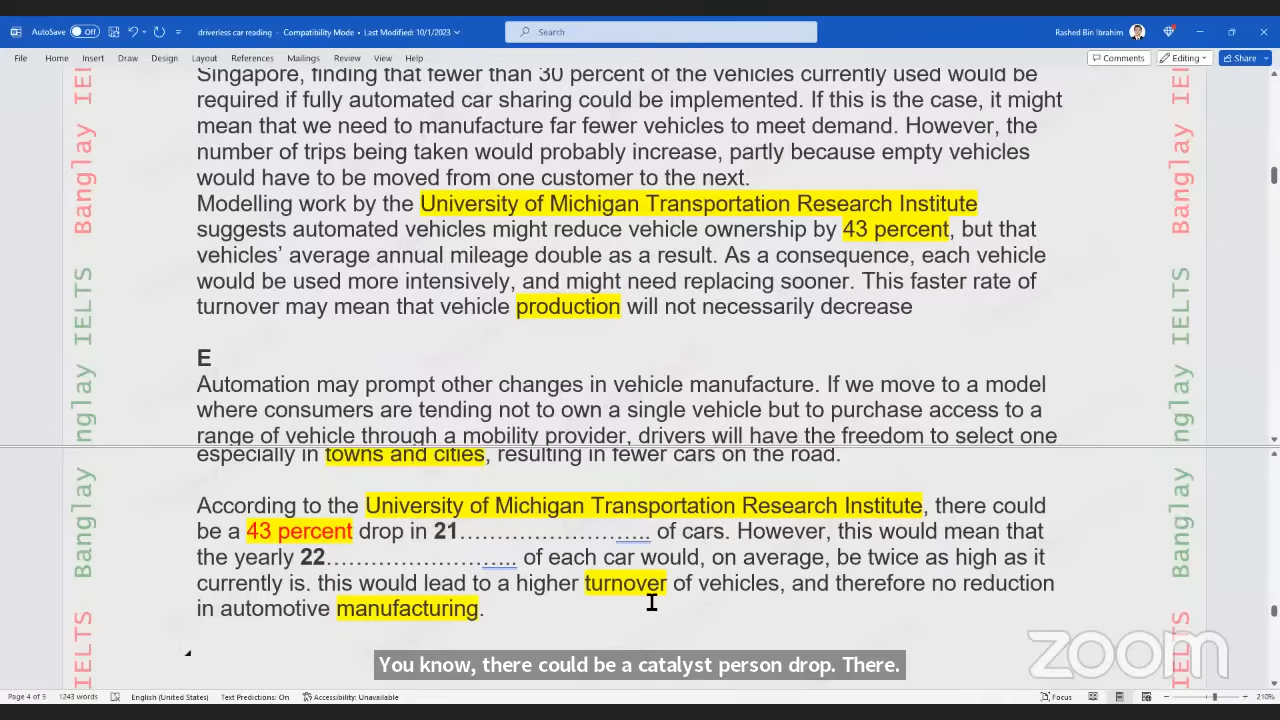 AutoSave Off driverless car reading - Compatibility Mode • Last Modified: 10/1/2023 Search Rashed Bin Ibrahim
File Home Insert Draw Design Layout References Mailings Review View Help Comments Editing Share
Singapore, finding that fewer than 30 percent of the vehicles currently used would be
required if fully automated car sharing could be implemented. If this is the case, it might
mean that we need to manufacture far fewer vehicles to meet demand. However, the
number of trips being taken would probably increase, partly because empty vehicles
would have to be moved from one customer to the next.
Modelling work by the University of Michigan Transportation Research Institute
suggests automated vehicles might reduce vehicle ownership by 43 percent, but that
vehicles’ average annual mileage double as a result. As a consequence, each vehicle
would be used more intensively, and might need replacing sooner. This faster rate of
turnover may mean that vehicle production will not necessarily decrease
E
Automation may prompt other changes in vehicle manufacture. If we move to a model
where consumers are tending not to own a single vehicle but to purchase access to a
range of vehicle through a mobility provider, drivers will have the freedom to select one
especially in towns and cities, resulting in fewer cars on the road.
According to the University of Michigan Transportation Research Institute, there could
be a 43 percent drop in 21………………………….. of cars. However, this would mean that
the yearly 22………………………….. of each car would, on average, be twice as high as it
currently is. this would lead to a higher turnover of vehicles, and therefore no reduction
in automotive manufacturing.
Banglay IELTS
Banglay IELTS
Banglay IELTS
Banglay IELTS
You know, there could be a catalyst person drop. There.
zoom
Page 4 of 5 1243 words English (United States) Text Predictions: On Accessibility: Unavailable Focus 210%